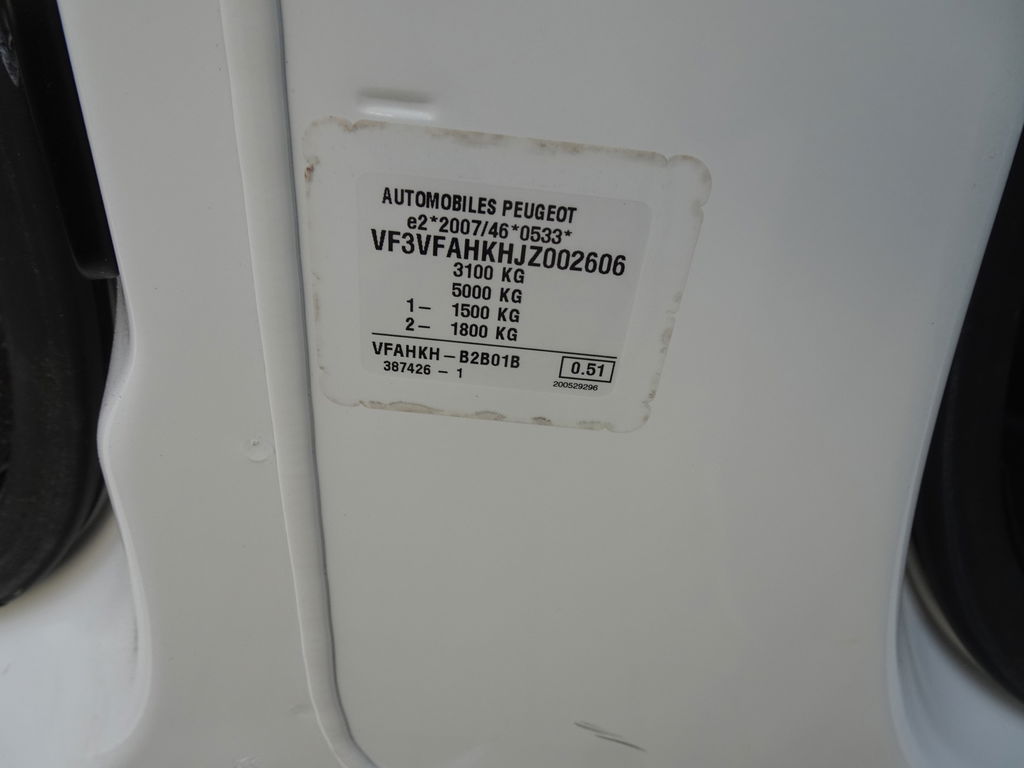 AUTOMOBILES PEUGEOT
e2*2007/46*0533*
VF3VFAHKHJZ002606
3100 KG
5000 KG
1- 1500 KG
2- 1800 KG
VFAHKH-B2B01B 0.51
387426 - 1 200529296